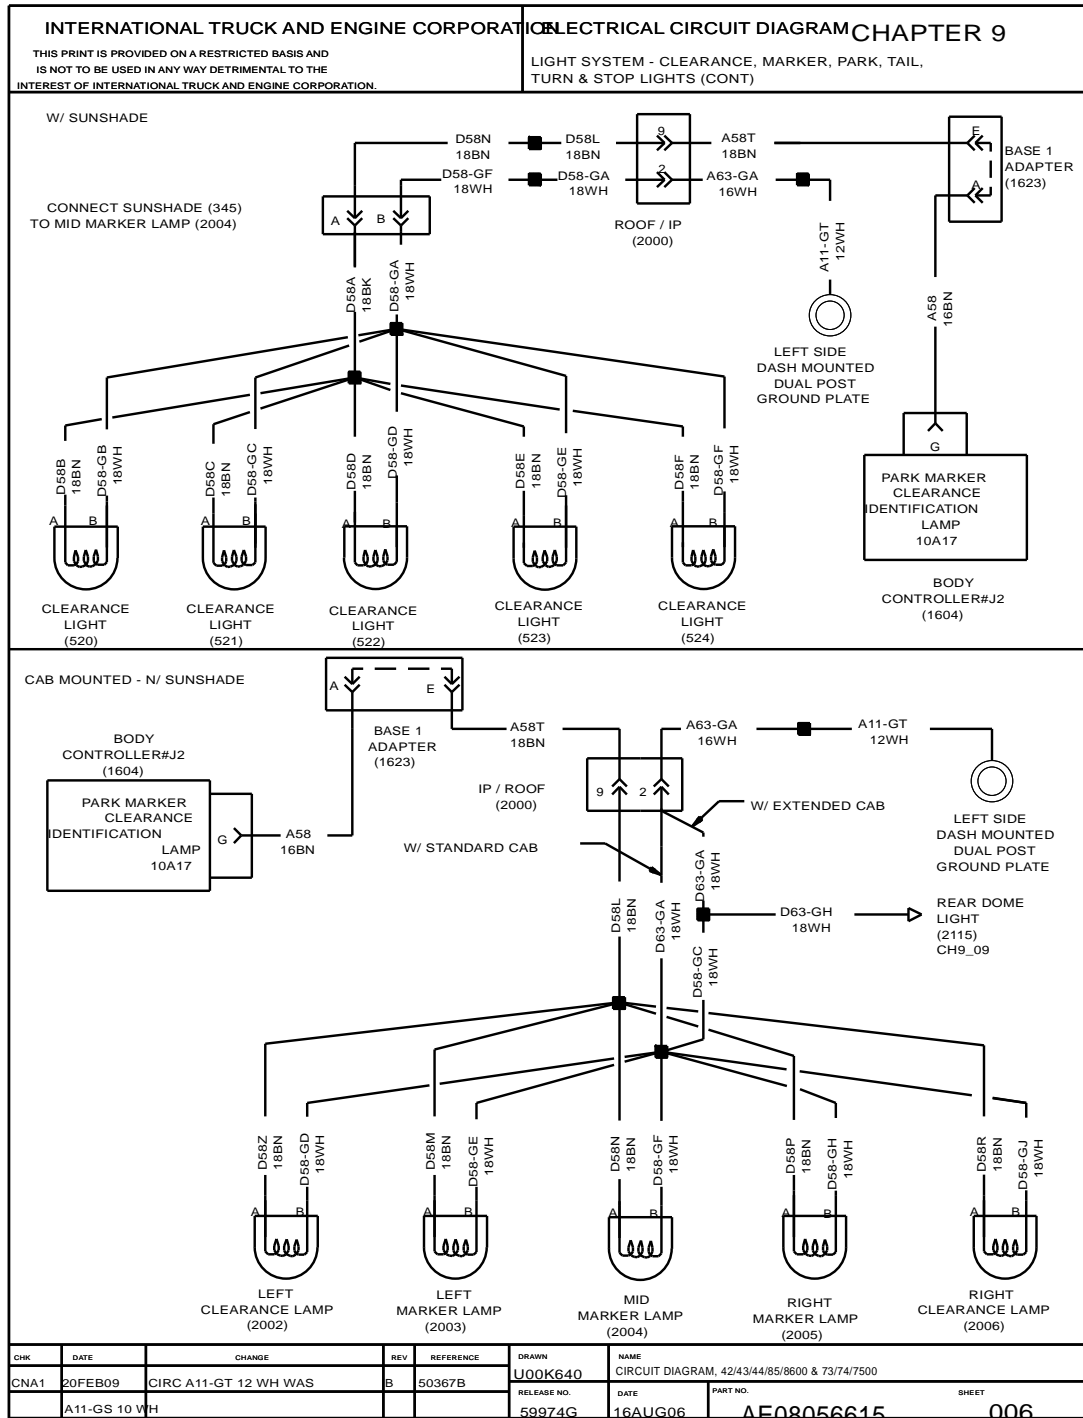 INTERNATIONAL TRUCK AND ENGINE CORPORATION
THIS PRINT IS PROVIDED ON A RESTRICTED BASIS AND
IS NOT TO BE USED IN ANY WAY DETRIMENTAL TO THE
INTEREST OF INTERNATIONAL TRUCK AND ENGINE CORPORATION.
ELECTRICAL CIRCUIT DIAGRAM CHAPTER 9
LIGHT SYSTEM - CLEARANCE, MARKER, PARK, TAIL,
TURN & STOP LIGHTS (CONT)
W/ SUNSHADE
D58N
18BN
D58L
18BN
9
A58T
18BN
E
BASE 1
ADAPTER
(1623)
A
D58-GF
18WH
D58-GA
18WH
2
A63-GA
16WH
CONNECT SUNSHADE (345)
TO MID MARKER LAMP (2004)
A
B
ROOF / IP
(2000)
A11-GT
12WH
D58A
18BK
D58-GA
18WH
A58
16BN
LEFT SIDE
DASH MOUNTED
DUAL POST
GROUND PLATE
G
PARK MARKER
CLEARANCE
IDENTIFICATION
LAMP
10A17
BODY
CONTROLLER#J2
(1604)
D58B
18BN
D58-GB
18WH
D58C
18BN
D58-GC
18WH
D58D
18BN
D58-GD
18WH
D58E
18BN
D58-GE
18WH
D58F
18BN
D58-GF
18WH
A B
A B
A B
A B
A B
CLEARANCE
LIGHT
(520)
CLEARANCE
LIGHT
(521)
CLEARANCE
LIGHT
(522)
CLEARANCE
LIGHT
(523)
CLEARANCE
LIGHT
(524)
CAB MOUNTED - N/ SUNSHADE
A
E
BASE 1
ADAPTER
(1623)
A58T
18BN
A63-GA
16WH
A11-GT
12WH
BODY
CONTROLLER#J2
(1604)
PARK MARKER
CLEARANCE
IDENTIFICATION
LAMP
10A17
G
A58
16BN
IP / ROOF
(2000)
9
2
W/ EXTENDED CAB
W/ STANDARD CAB
LEFT SIDE
DASH MOUNTED
DUAL POST
GROUND PLATE
D58L
18BN
D63-GA
18WH
D63-GA
18WH
D63-GH
18WH
REAR DOME
LIGHT
(2115)
CH9_09
D58-GC
18WH
D58Z
18BN
D58-GD
18WH
D58M
18BN
D58-GE
18WH
D58N
18BN
D58-GF
18WH
D58P
18BN
D58-GH
18WH
D58R
18BN
D58-GJ
18WH
A B
A B
A B
A B
A B
LEFT
CLEARANCE LAMP
(2002)
LEFT
MARKER LAMP
(2003)
MID
MARKER LAMP
(2004)
RIGHT
MARKER LAMP
(2005)
RIGHT
CLEARANCE LAMP
(2006)
CHK DATE CHANGE REV REFERENCE
CNA1 20FEB09 CIRC A11-GT 12 WH WAS B 50367B
A11-GS 10 WH
DRAWN
U00K640
NAME
CIRCUIT DIAGRAM, 42/43/44/85/8600 & 73/74/7500
RELEASE NO.
59974G
DATE
16AUG06
PART NO.
AE08056615
SHEET
006